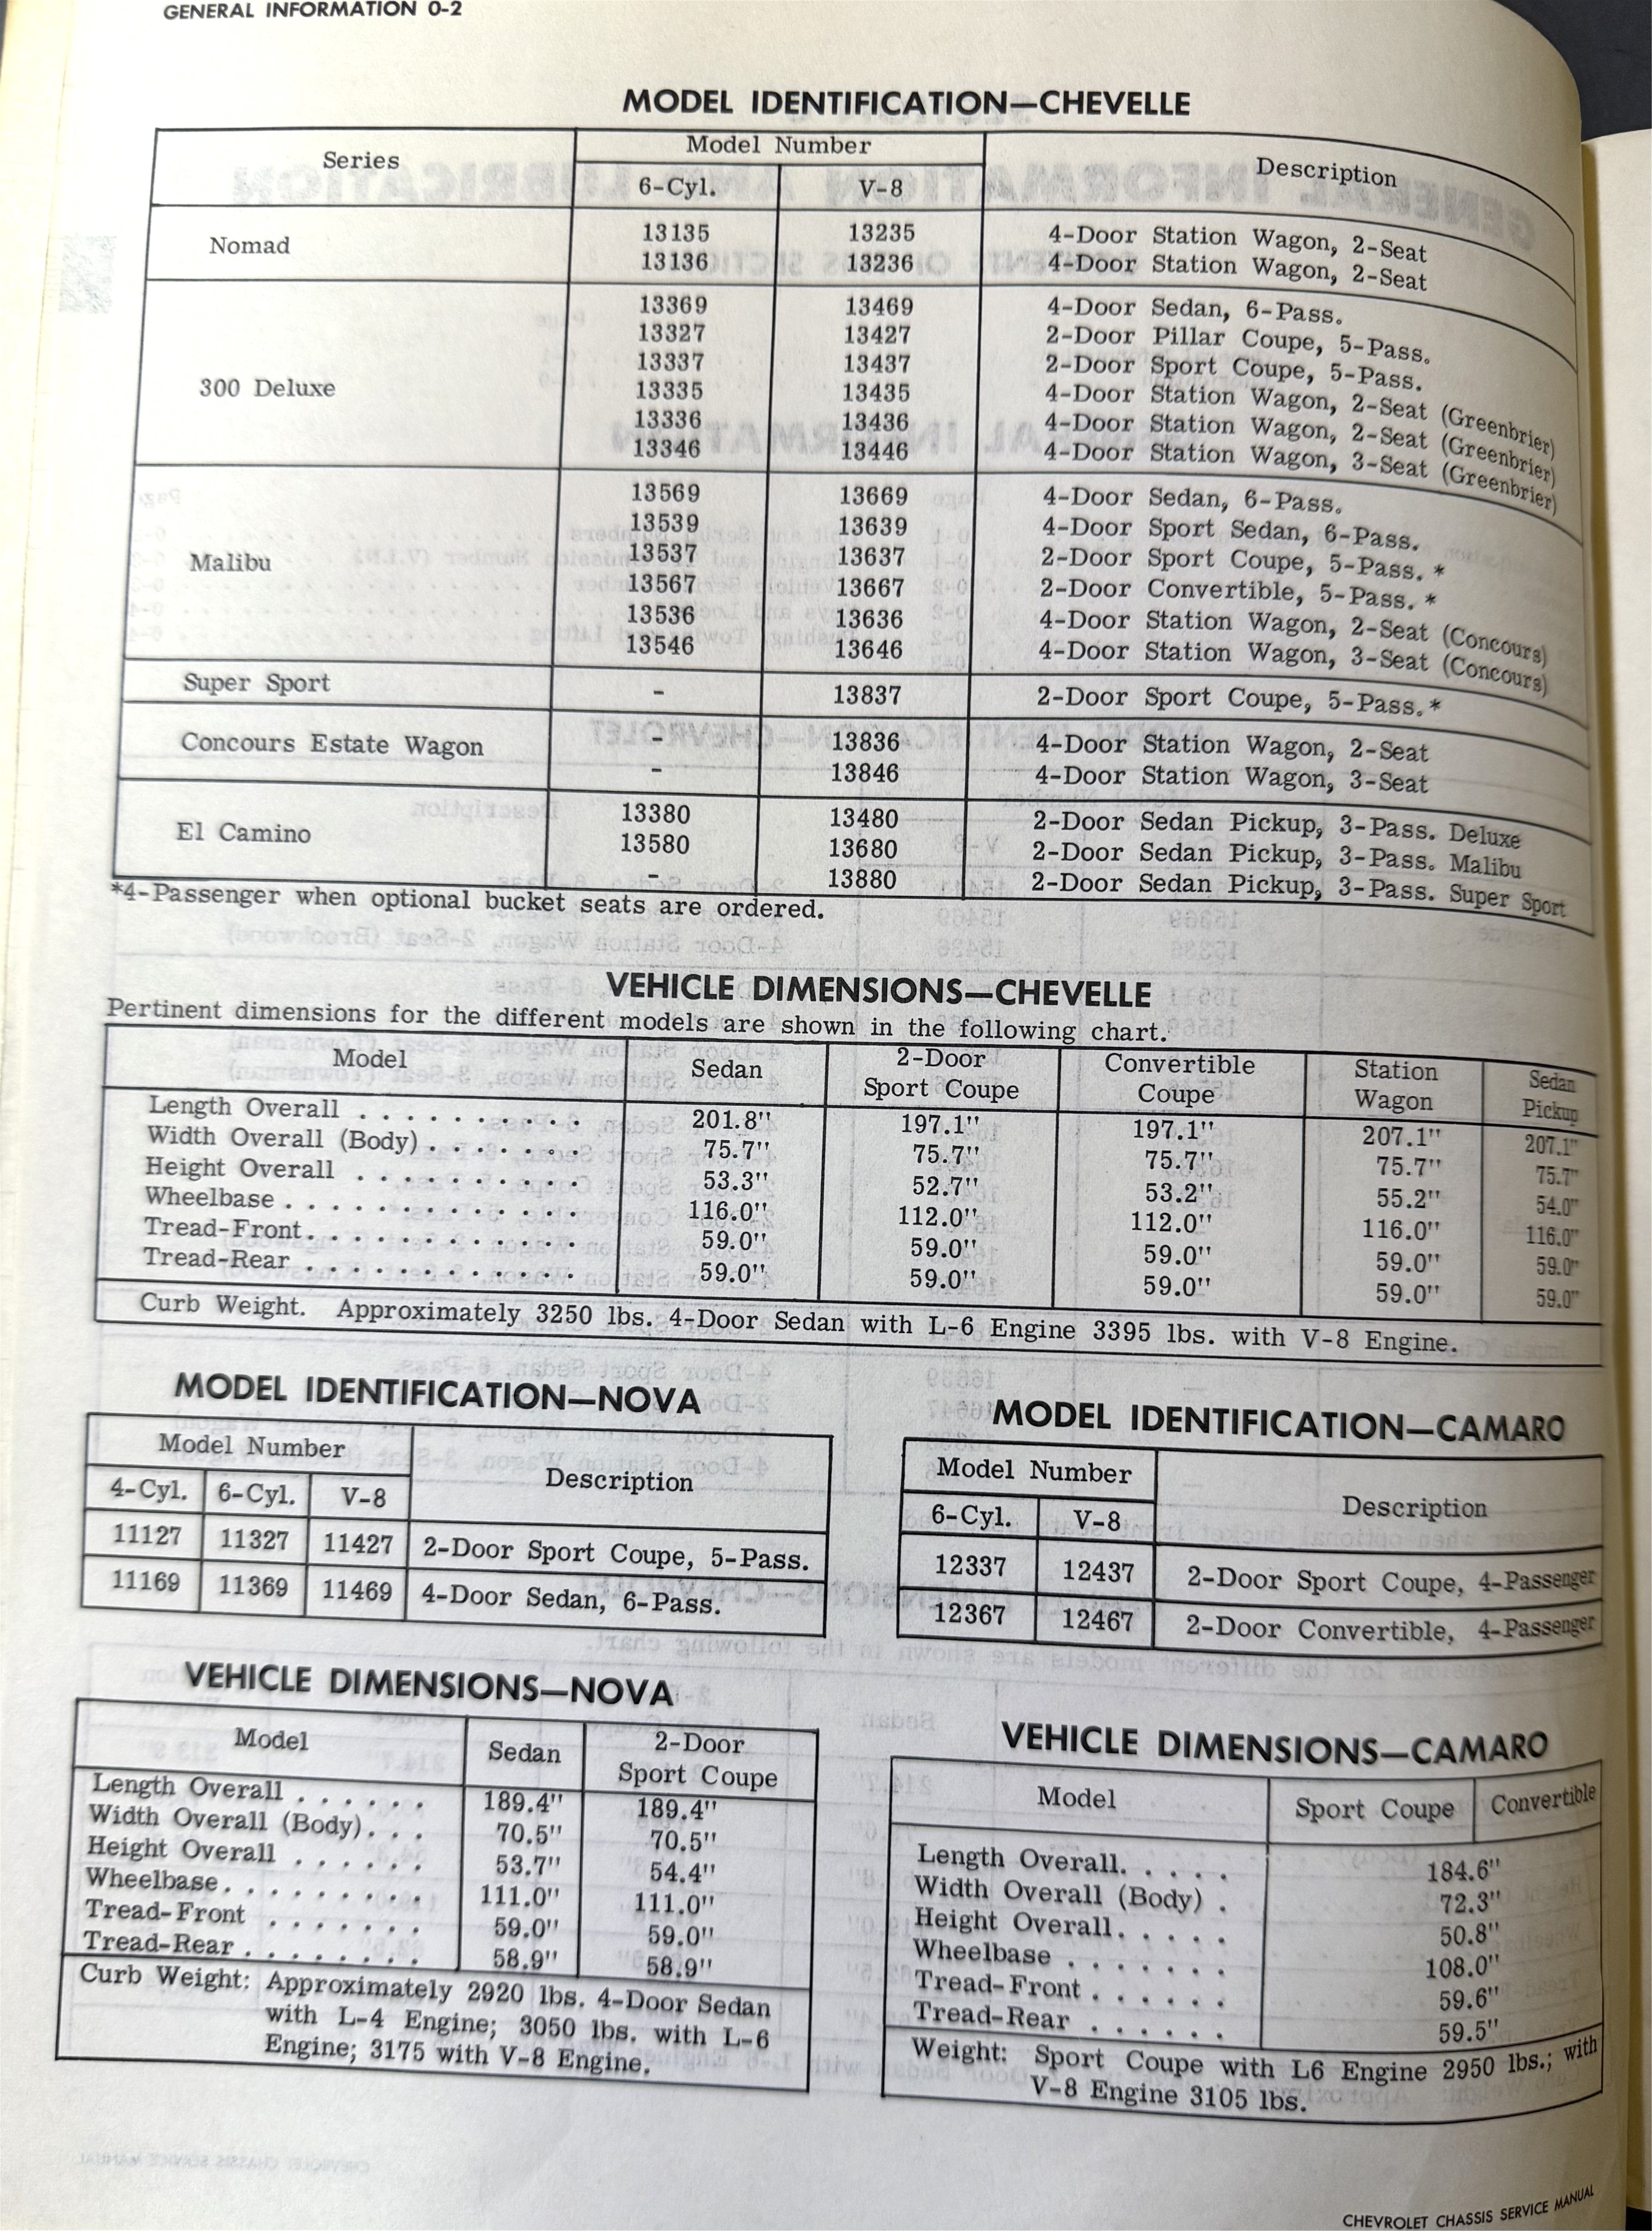 GENERAL INFORMATION 0-2
MODEL IDENTIFICATION—CHEVELLE
Series Model Number Description
6-Cyl. V-8
Nomad 13135 13235 4-Door Station Wagon, 2-Seat
13136 13236 4-Door Station Wagon, 2-Seat
300 Deluxe 13369 13469 4-Door Sedan, 6-Pass.
13327 13427 2-Door Pillar Coupe, 5-Pass.
13337 13437 2-Door Sport Coupe, 5-Pass.
13335 13435 4-Door Station Wagon, 2-Seat (Greenbrier)
13336 13436 4-Door Station Wagon, 2-Seat (Greenbrier)
13346 13446 4-Door Station Wagon, 3-Seat (Greenbrier)
Malibu 13569 13669 4-Door Sedan, 6-Pass.
13539 13639 4-Door Sport Sedan, 6-Pass.
13537 13637 2-Door Sport Coupe, 5-Pass. *
13567 13667 2-Door Convertible, 5-Pass. *
13536 13636 4-Door Station Wagon, 2-Seat (Concours)
13546 13646 4-Door Station Wagon, 3-Seat (Concours)
Super Sport - 13837 2-Door Sport Coupe, 5-Pass.*
Concours Estate Wagon - 13836 4-Door Station Wagon, 2-Seat
- 13846 4-Door Station Wagon, 3-Seat
El Camino 13380 13480 2-Door Sedan Pickup, 3-Pass. Deluxe
13580 13680 2-Door Sedan Pickup, 3-Pass. Malibu
- 13880 2-Door Sedan Pickup, 3-Pass. Super Sport
*4-Passenger when optional bucket seats are ordered.
VEHICLE DIMENSIONS—CHEVELLE
Pertinent dimensions for the different models are shown in the following chart.
Model Sedan 2-Door Sport Coupe Convertible Coupe Station Wagon Sedan Pickup
Length Overall . . . . . . . . . 201.8" 197.1" 197.1" 207.1" 207.1"
Width Overall (Body) . . . . . . 75.7" 75.7" 75.7" 75.7" 75.7"
Height Overall . . . . . . . . . 53.3" 52.7" 53.2" 55.2" 54.0"
Wheelbase . . . . . . . . . . . 116.0" 112.0" 112.0" 116.0" 116.0"
Tread-Front. . . . . . . . . . . 59.0" 59.0" 59.0" 59.0" 59.0"
Tread-Rear . . . . . . . . . . . 59.0" 59.0" 59.0" 59.0" 59.0"
Curb Weight. Approximately 3250 lbs. 4-Door Sedan with L-6 Engine 3395 lbs. with V-8 Engine.
MODEL IDENTIFICATION—NOVA
Model Number Description
4-Cyl. 6-Cyl. V-8
11127 11327 11427 2-Door Sport Coupe, 5-Pass.
11169 11369 11469 4-Door Sedan, 6-Pass.
MODEL IDENTIFICATION—CAMARO
Model Number Description
6-Cyl. V-8
12337 12437 2-Door Sport Coupe, 4-Passenger
12367 12467 2-Door Convertible, 4-Passenger
VEHICLE DIMENSIONS—NOVA
Model Sedan 2-Door Sport Coupe
Length Overall . . . . . . 189.4" 189.4"
Width Overall (Body). . . 70.5" 70.5"
Height Overall . . . . . . 53.7" 54.4"
Wheelbase. . . . . . . . . 111.0" 111.0"
Tread-Front . . . . . . . 59.0" 59.0"
Tread-Rear . . . . . . . . 58.9" 58.9"
Curb Weight: Approximately 2920 lbs. 4-Door Sedan
with L-4 Engine; 3050 lbs. with L-6
Engine; 3175 with V-8 Engine.
VEHICLE DIMENSIONS—CAMARO
Model Sport Coupe Convertible
Length Overall. . . . . 184.6"
Width Overall (Body) . 72.3"
Height Overall. . . . . 50.8"
Wheelbase . . . . . . . 108.0"
Tread-Front . . . . . . 59.6"
Tread-Rear . . . . . . 59.5"
Weight: Sport Coupe with L6 Engine 2950 lbs.; with
V-8 Engine 3105 lbs.
CHEVROLET CHASSIS SERVICE MANUAL